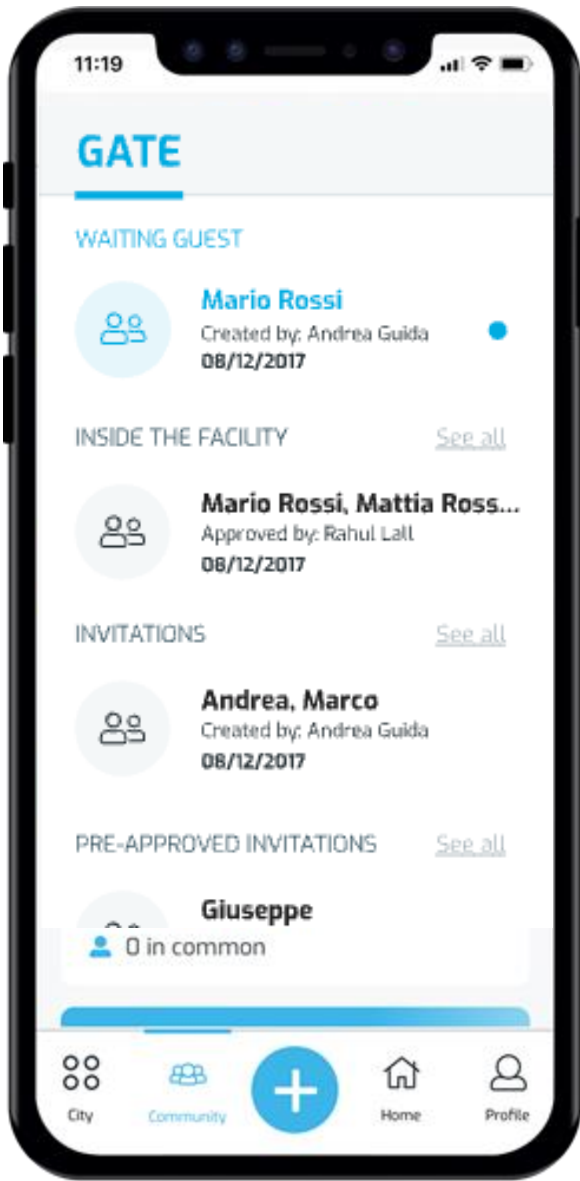 11:19
GATE
WAITING GUEST
Mario Rossi
Created by: Andrea Guida
08/12/2017
INSIDE THE FACILITY
See all
Mario Rossi, Mattia Ross...
Approved by: Rahul Lall
08/12/2017
INVITATIONS
See all
Andrea, Marco
Created by: Andrea Guida
08/12/2017
PRE-APPROVED INVITATIONS
See all
Giuseppe
0 in common
City
Community
Home
Profile